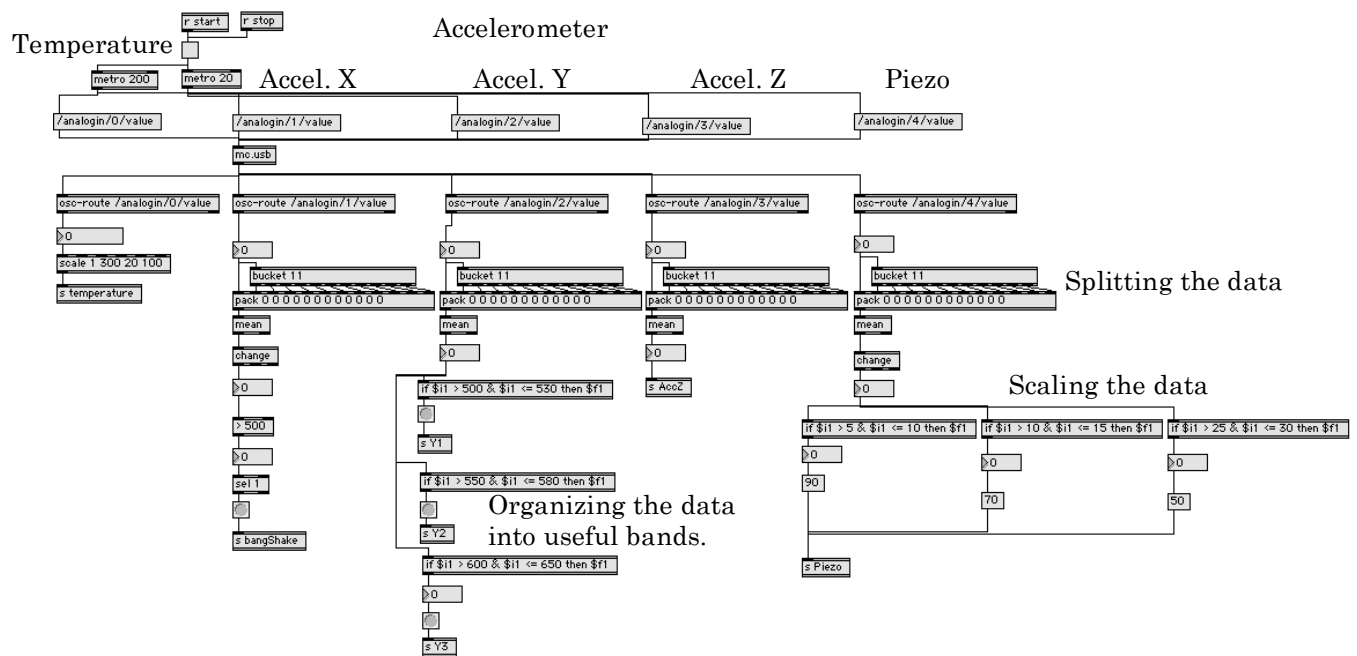 r start
r stop
Accelerometer
Temperature
metro 200
metro 20
Accel. X
Accel. Y
Accel. Z
Piezo
/analogin/0/value
/analogin/1/value
/analogin/2/value
/analogin/3/value
/analogin/4/value
mc.usb
osc-route /analogin/0/value
osc-route /analogin/1/value
osc-route /analogin/2/value
osc-route /analogin/3/value
osc-route /analogin/4/value
0
0
0
0
0
scale 1 300 20 100
bucket 11
bucket 11
bucket 11
bucket 11
Splitting the data
s temperature
pack 0 0 0 0 0 0 0 0 0 0 0 0
pack 0 0 0 0 0 0 0 0 0 0 0 0
pack 0 0 0 0 0 0 0 0 0 0 0 0
pack 0 0 0 0 0 0 0 0 0 0 0 0
mean
mean
mean
mean
change
0
0
change
0
if $i1 > 500 & $i1 <= 530 then $f1
s AccZ
0
Scaling the data
> 500
s Y1
if $i1 > 5 & $i1 <= 10 then $f1
if $i1 > 10 & $i1 <= 15 then $f1
if $i1 > 25 & $i1 <= 30 then $f1
0
0
0
0
sel 1
if $i1 > 550 & $i1 <= 580 then $f1
90
70
50
Organizing the data
into useful bands.
s bangShake
s Y2
if $i1 > 600 & $i1 <= 650 then $f1
s Piezo
0
s Y3